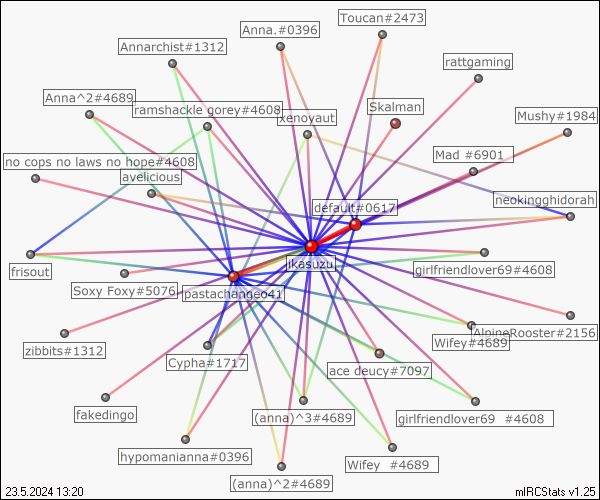 Toucan#2473
Anna.#0396
Annarchist#1312
rattgaming
Anna^2#4689
ramshackle gorey#4608
Skalman
xenoyaut
Mushy#1984
no cops no laws no hope#4608
Mad #6901
avelicious
neokingghidorah
default#0617
jkasuzu
frisout
girlfriendlover69#4608
Soxy Foxy#5076
pastachangeo41
AlpineRooster#2156
Wifey#4689
zibbits#1312
Cypha#1717
ace deucy#7097
fakedingo
(anna)^3#4689
girlfriendlover69 #4608
hypomanianna#0396
Wifey #4689
(anna)^2#4689
23.5.2024 13:20
mIRCStats v1.25